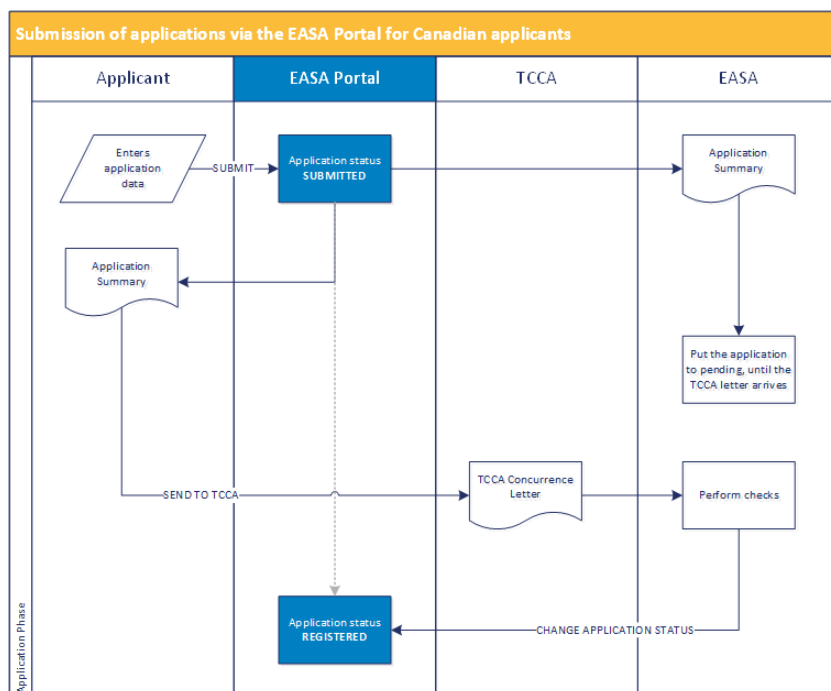 Submission of applications via the EASA Portal for Canadian applicants
Applicant
EASA Portal
TCCA
EASA
Enters
application
data
SUBMIT
Application status
SUBMITTED
Application
Summary
Application
Summary
Put the application
to pending, until the
TCCA letter arrives
SEND TO TCCA
TCCA Concurrence
Letter
Perform checks
Application status
REGISTERED
CHANGE APPLICATION STATUS
Application Phase